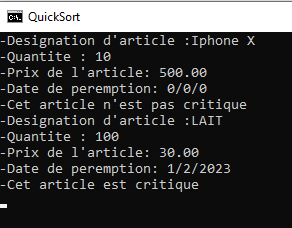 QuickSort
-Designation d'article :Iphone X
-Quantite : 10
-Prix de l'article: 500.00
-Date de peremption: 0/0/0
-Cet article n'est pas critique
-Designation d'article :LAIT
-Quantite : 100
-Prix de l'article: 30.00
-Date de peremption: 1/2/2023
-Cet article est critique